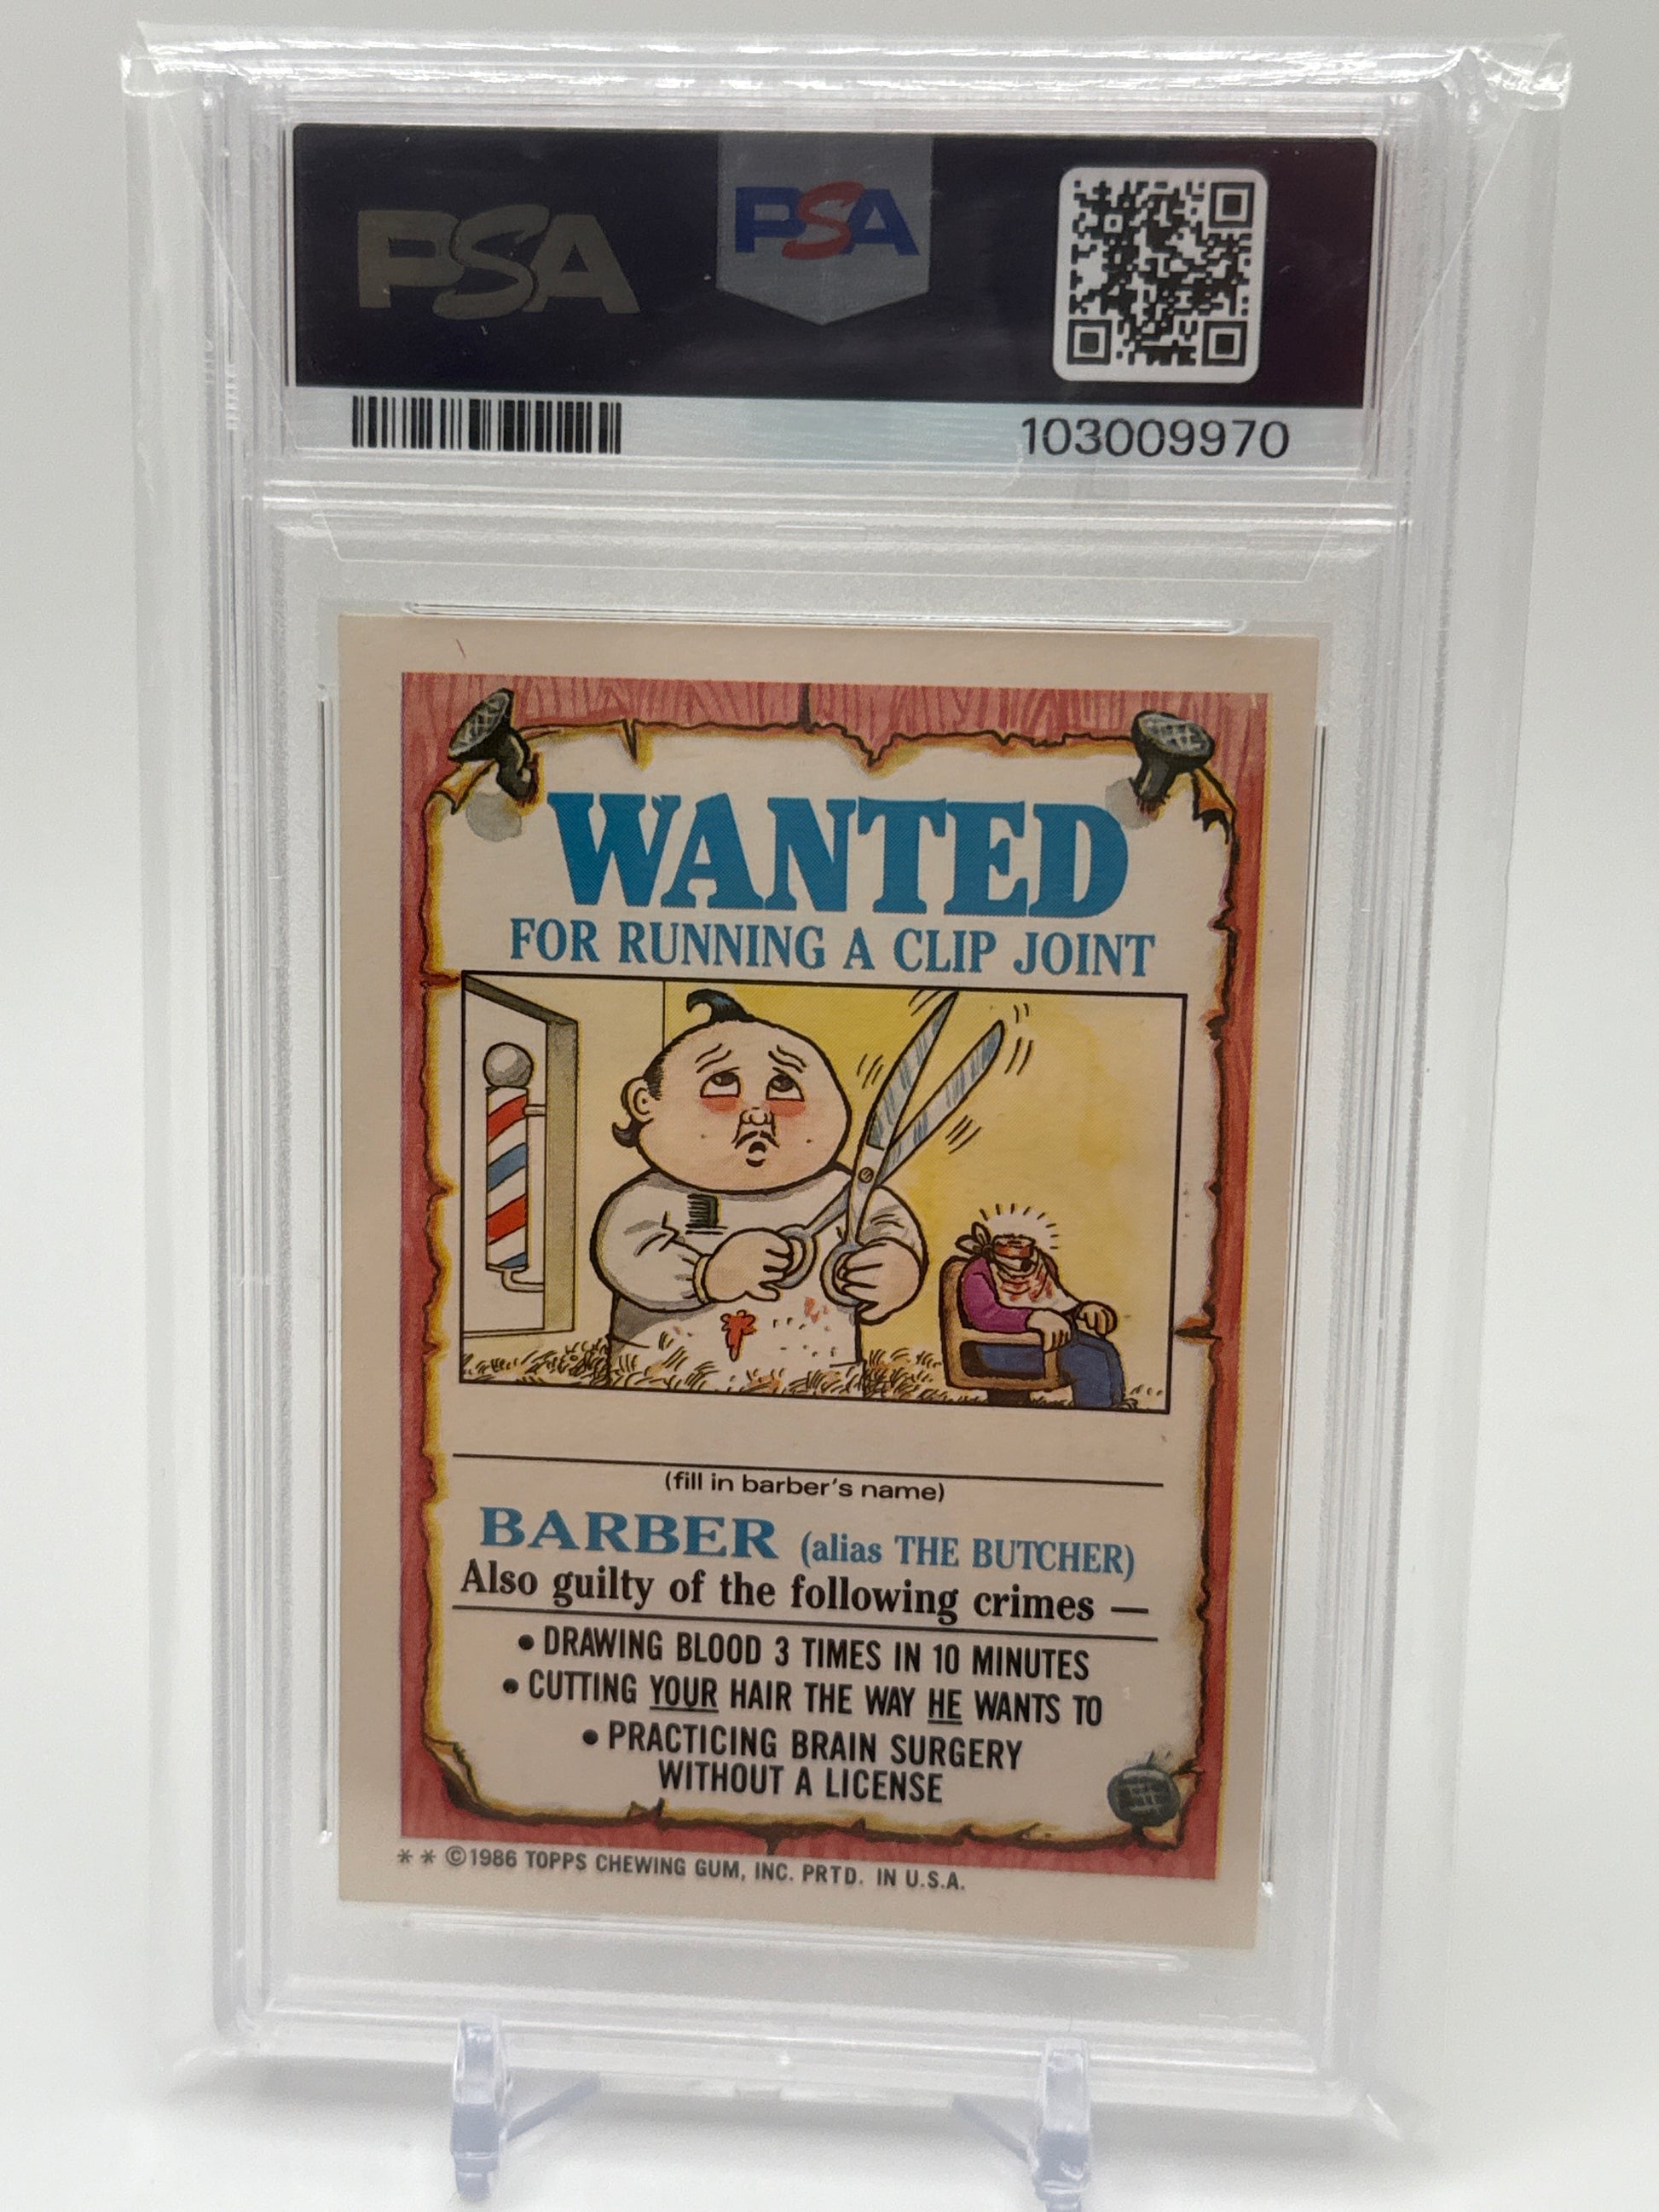 PSA
PSA
103009970
WANTED
FOR RUNNING A CLIP JOINT
(fill in barber's name)
BARBER (alias THE BUTCHER)
Also guilty of the following crimes —
• DRAWING BLOOD 3 TIMES IN 10 MINUTES
• CUTTING YOUR HAIR THE WAY HE WANTS TO
• PRACTICING BRAIN SURGERY
WITHOUT A LICENSE
** ©1986 TOPPS CHEWING GUM, INC. PRTD. IN U.S.A.